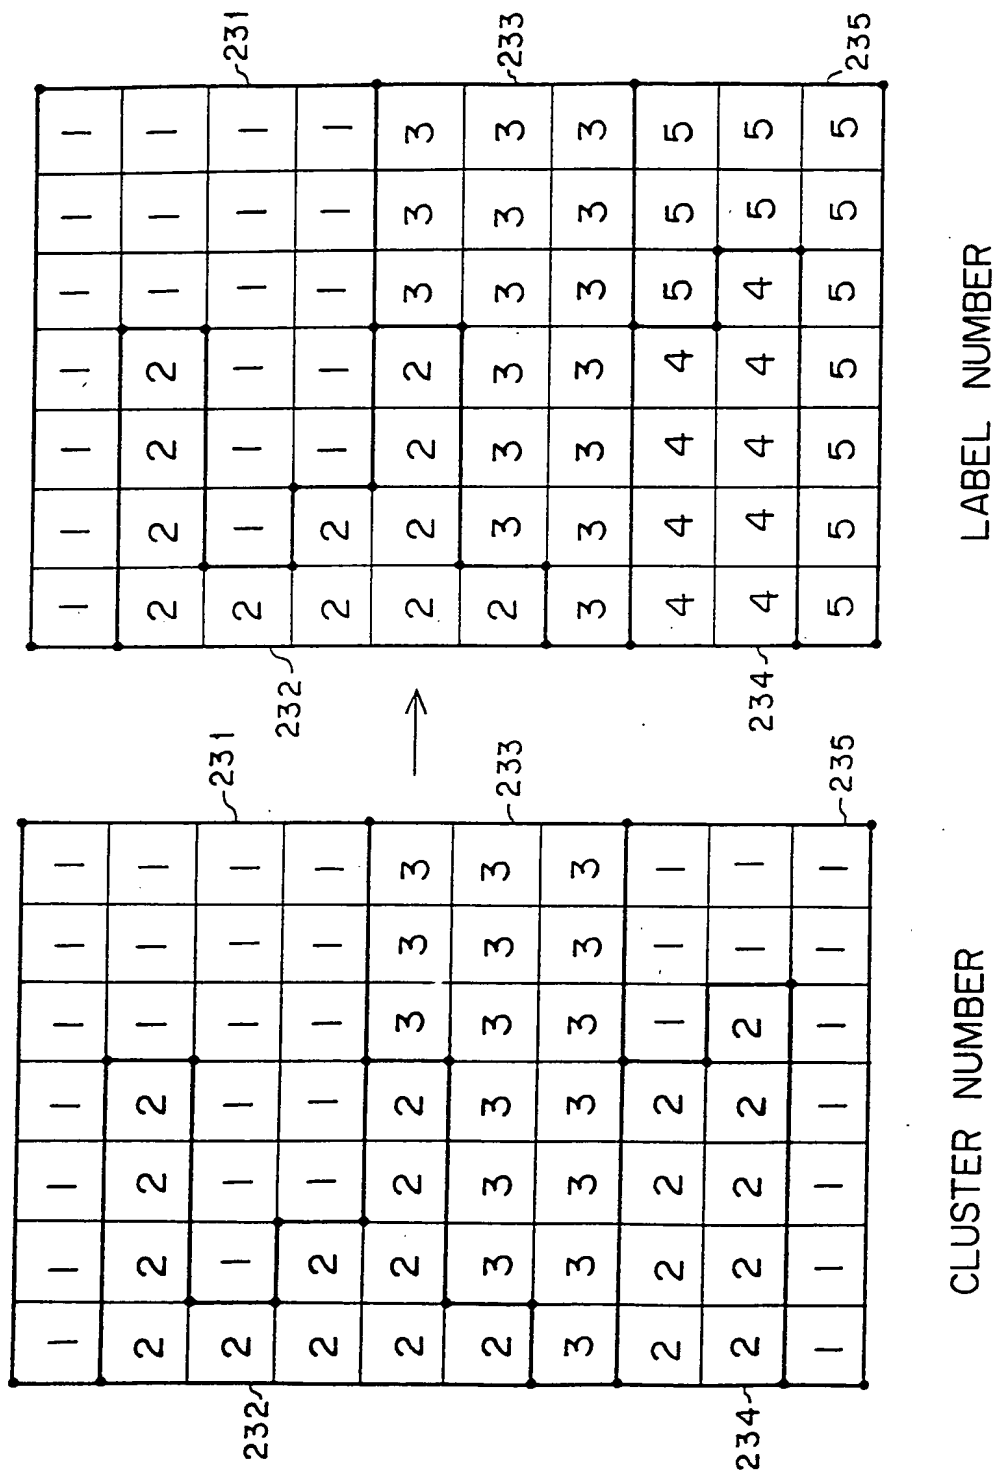 234 232
1 2 2 3 2 2 2 2 2 1
1 2 2 3 3 2 2 1 2 1
1 2 2 3 3 2 1 1 2 1
1 2 2 3 3 2 1 1 2 1
1 2 1 3 3 3 1 1 1 1
1 1 1 3 3 3 1 1 1 1
1 1 1 3 3 3 1 1 1 1
235 233 231
CLUSTER NUMBER
→
234 232
5 4 4 3 2 2 2 2 2 1
5 4 4 3 3 2 2 1 2 1
5 4 4 3 3 2 1 1 2 1
5 4 4 3 3 2 1 1 2 1
5 4 5 3 3 3 1 1 1 1
5 5 5 3 3 3 1 1 1 1
5 5 5 3 3 3 1 1 1 1
235 233 231
LABEL NUMBER